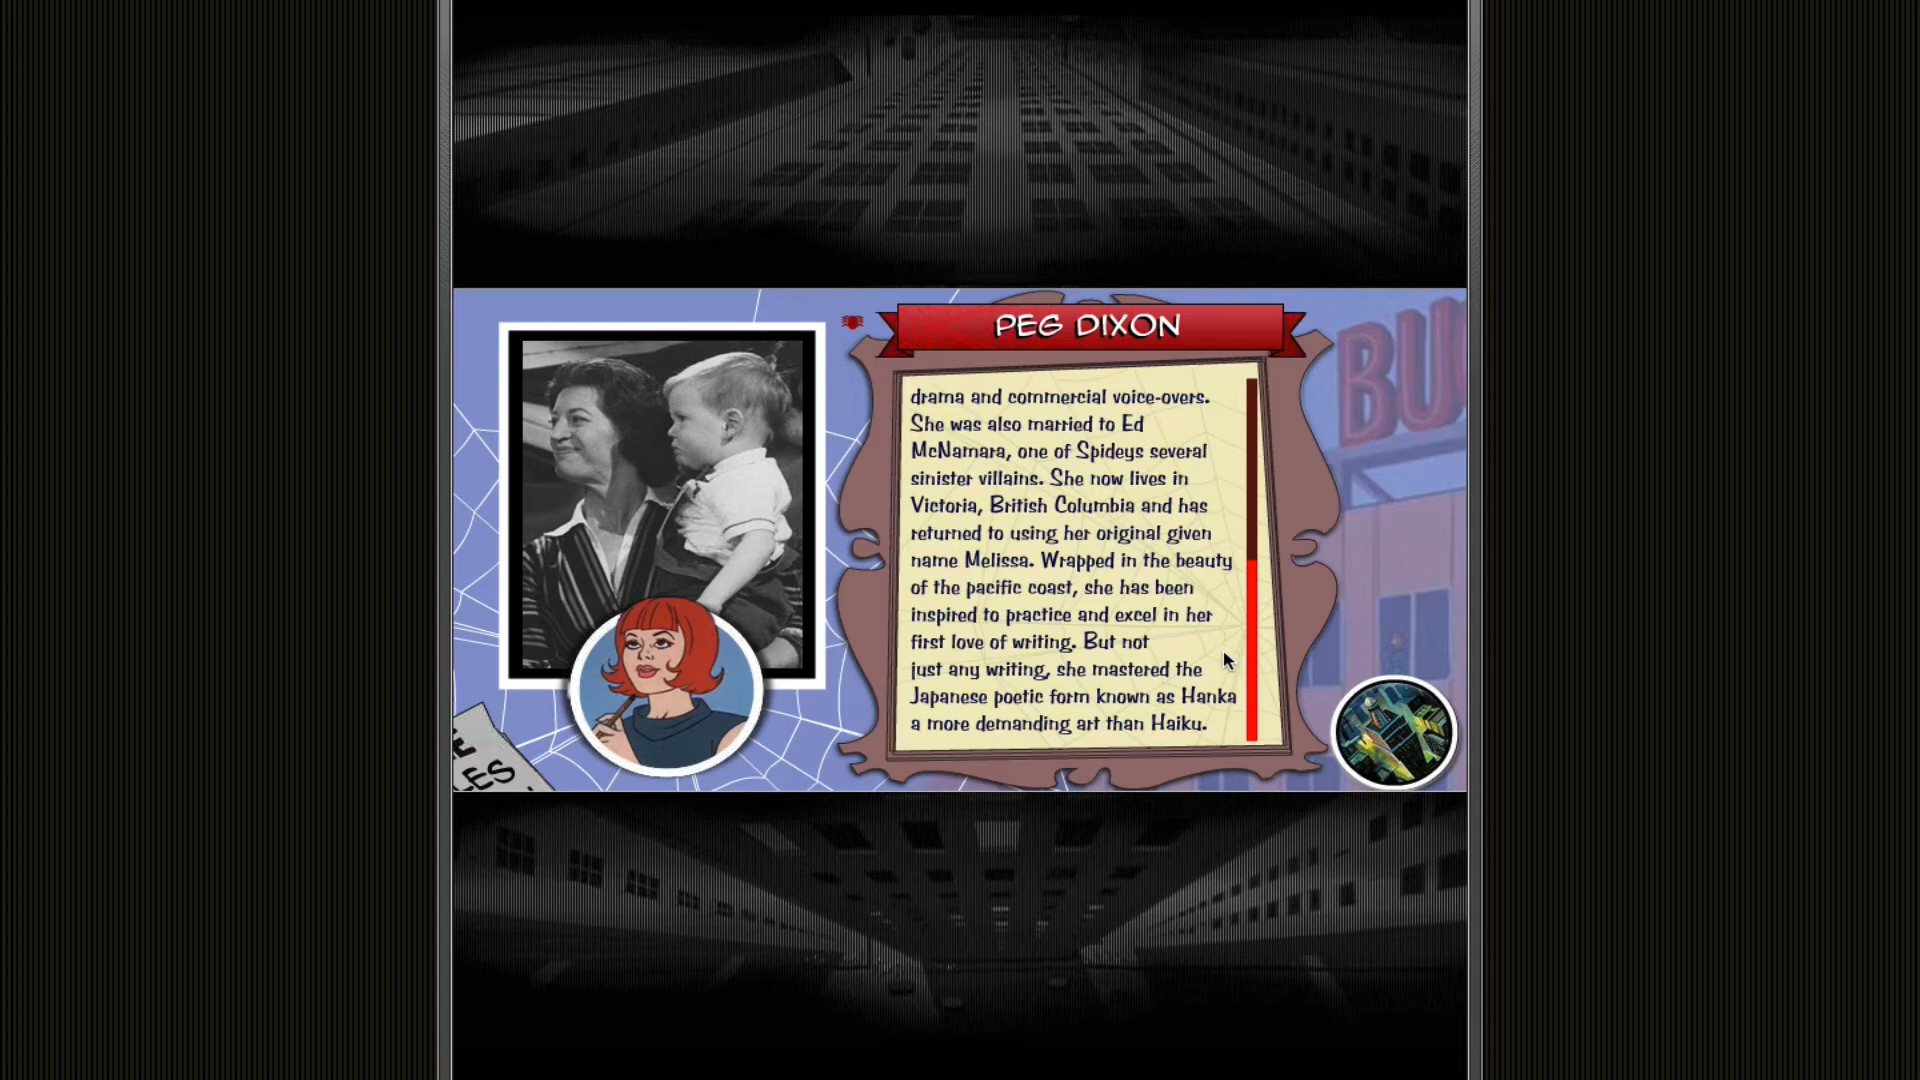 PEG DIXON
drama and commercial voice-overs.
She was also married to Ed
McNamara, one of Spideys several
sinister villains. She now lives in
Victoria, British Columbia and has
returned to using her original given
name Melissa. Wrapped in the beauty
of the pacific coast, she has been
inspired to practice and excel in her
first love of writing. But not
just any writing, she mastered the
Japanese poetic form known as Hanka
a more demanding art than Haiku.
BU